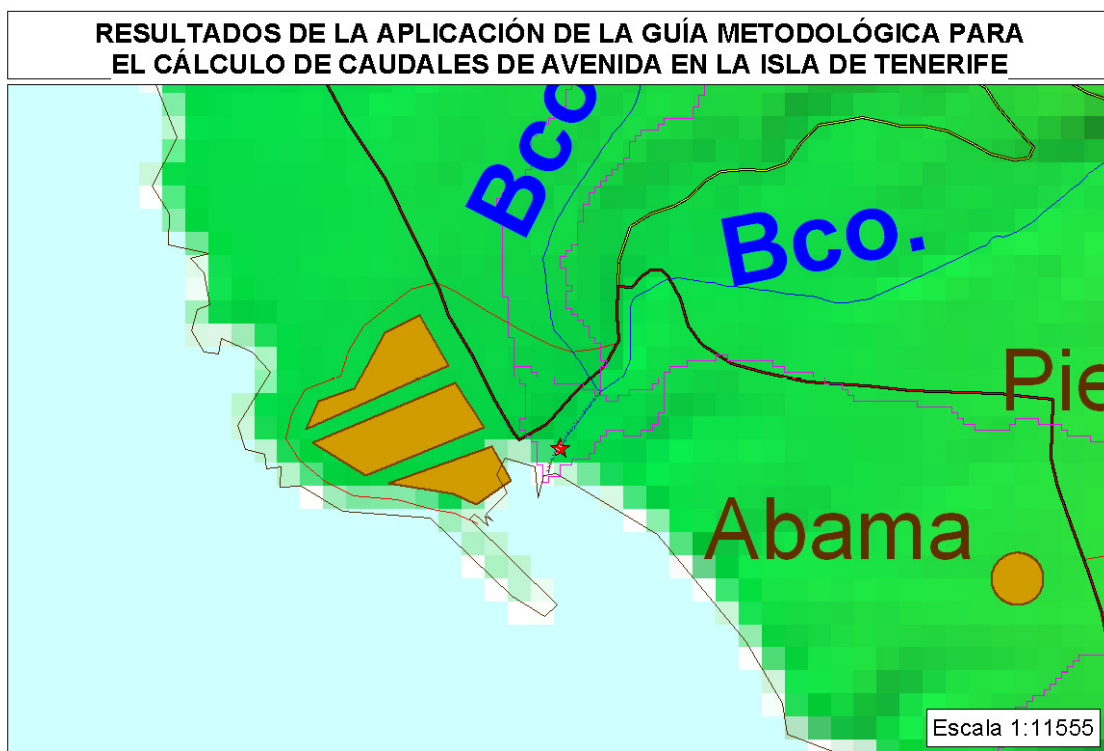 RESULTADOS DE LA APLICACIÓN DE LA GUÍA METODOLÓGICA PARA
EL CÁLCULO DE CAUDALES DE AVENIDA EN LA ISLA DE TENERIFE
Bco.
Bco.
Pie
Abama
Escala 1:11555